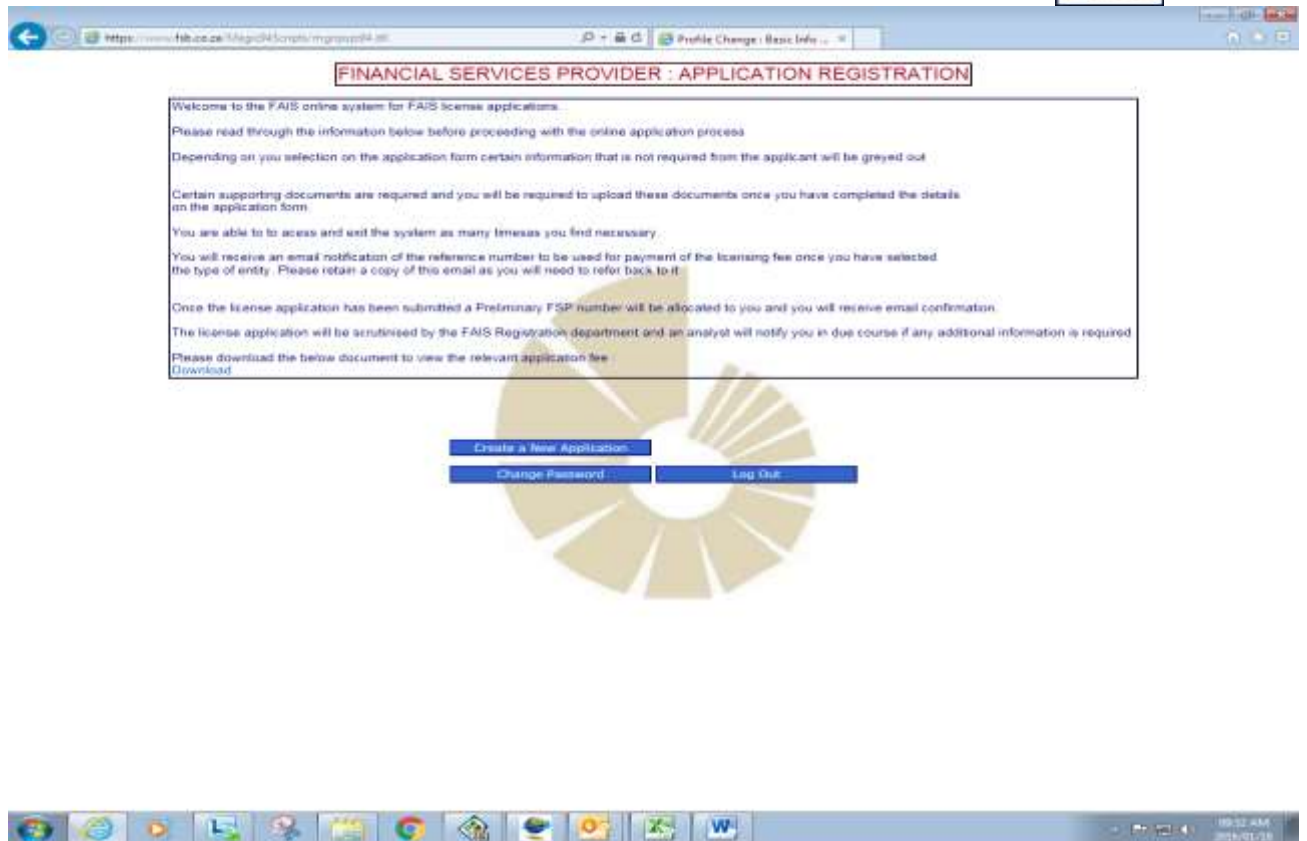 https://www.fsb.co.za/
Profile Change : Basic Info ...
FINANCIAL SERVICES PROVIDER : APPLICATION REGISTRATION
Welcome to the FAIS online system for FAIS license applications.
Please read through the information below before proceeding with the online application process
Depending on you selection on the application form certain information that is not required from the applicant will be greyed out
Certain supporting documents are required and you will be required to upload these documents once you have completed the details
on the application form.
You are able to to acess and exit the system as many timesas you find necessary.
You will receive an email notification of the reference number to be used for payment of the licensing fee once you have selected
the type of entity. Please retain a copy of this email as you will need to refer back to it.
Once the license application has been submitted a Preliminary FSP number will be allocated to you and you will receive email confirmation.
The license application will be scrutinised by the FAIS Registration department and an analyst will notify you in due course if any additional information is required
Please download the below document to view the relevant application fee
Download
Create a New Application
Change Password
Log Out
09:52 AM